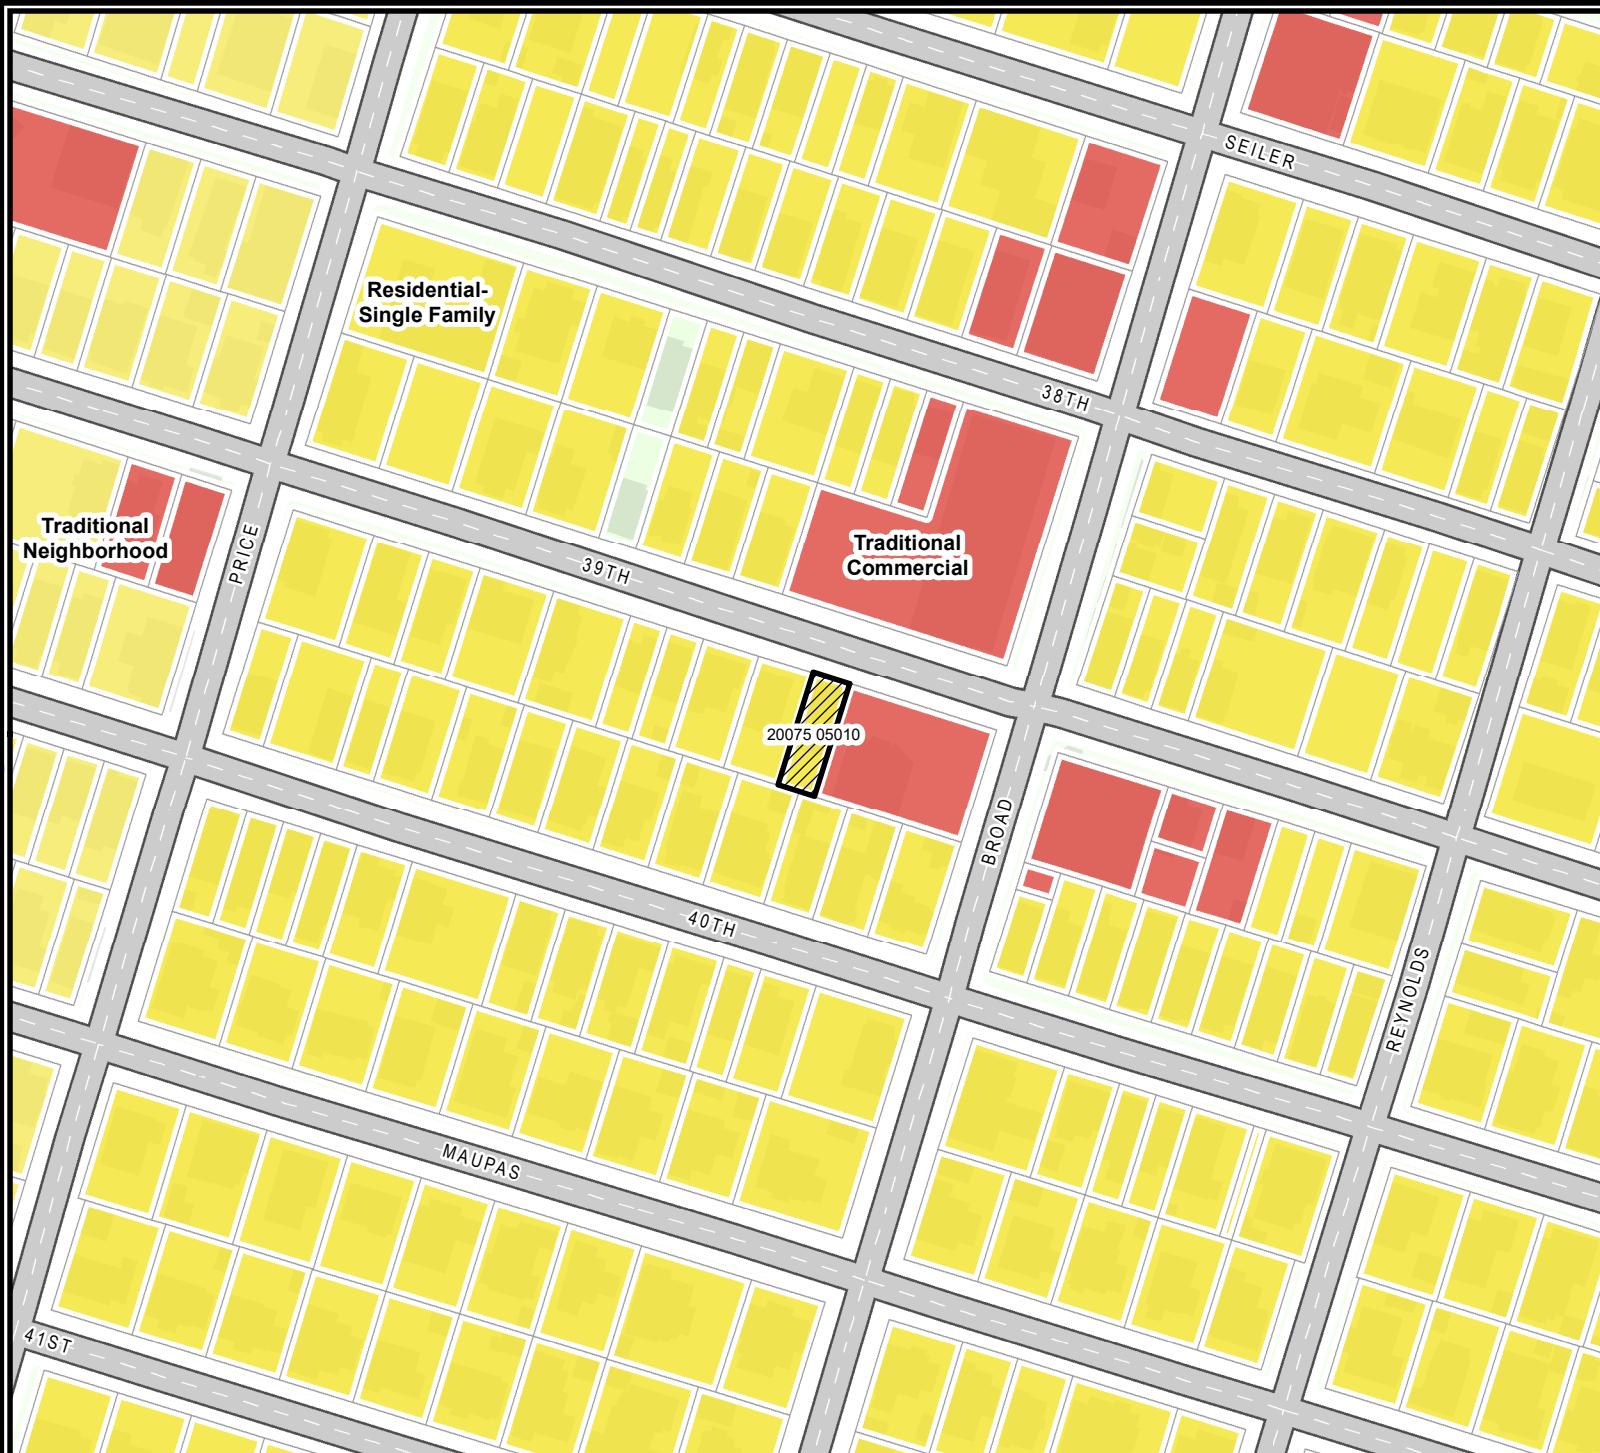 SEILER
Residential-
Single Family
38TH
Traditional
Neighborhood
PRICE
39TH
Traditional
Commercial
20075 05010
BROAD
40TH
REYNOLDS
MAUPAS
41ST